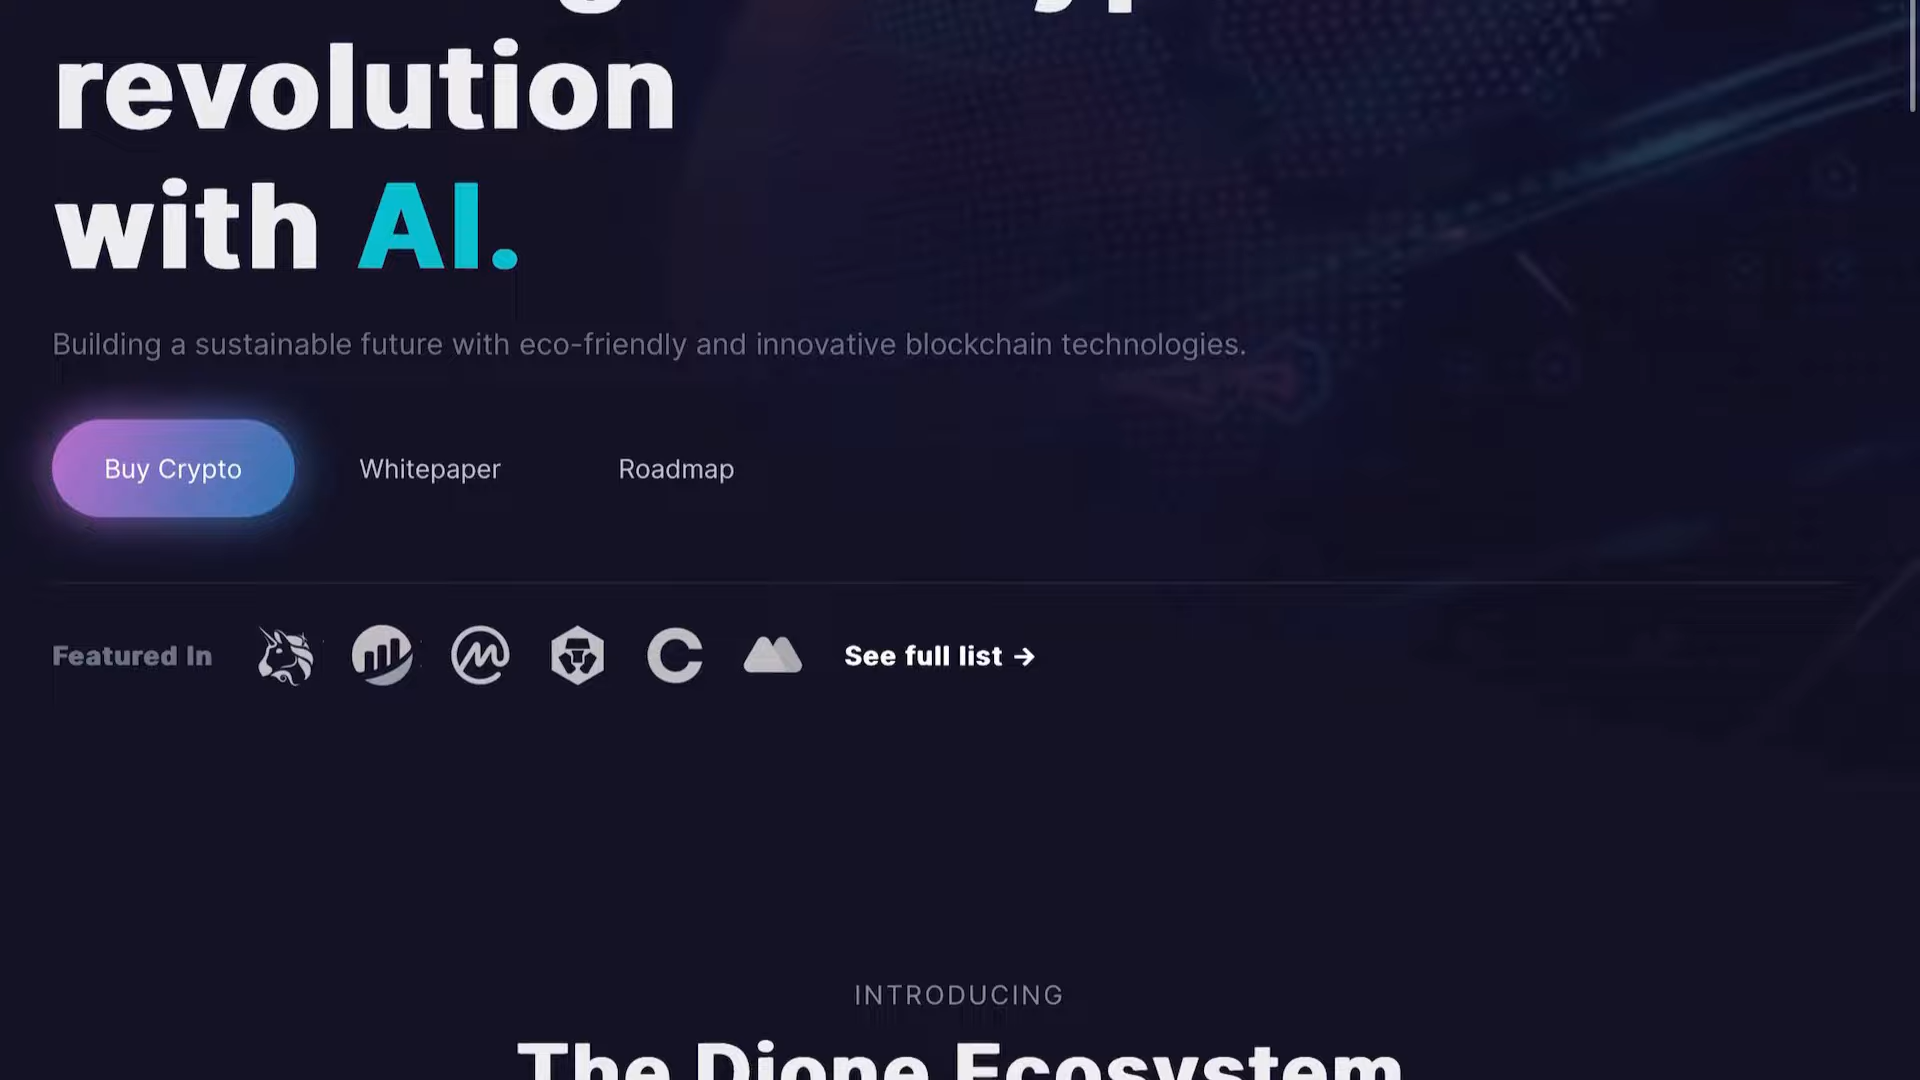 revolution
with AI.
Building a sustainable future with eco-friendly and innovative blockchain technologies.
Buy Crypto
Whitepaper
Roadmap
Featured In
See full list →
INTRODUCING
The Dione Ecosystem